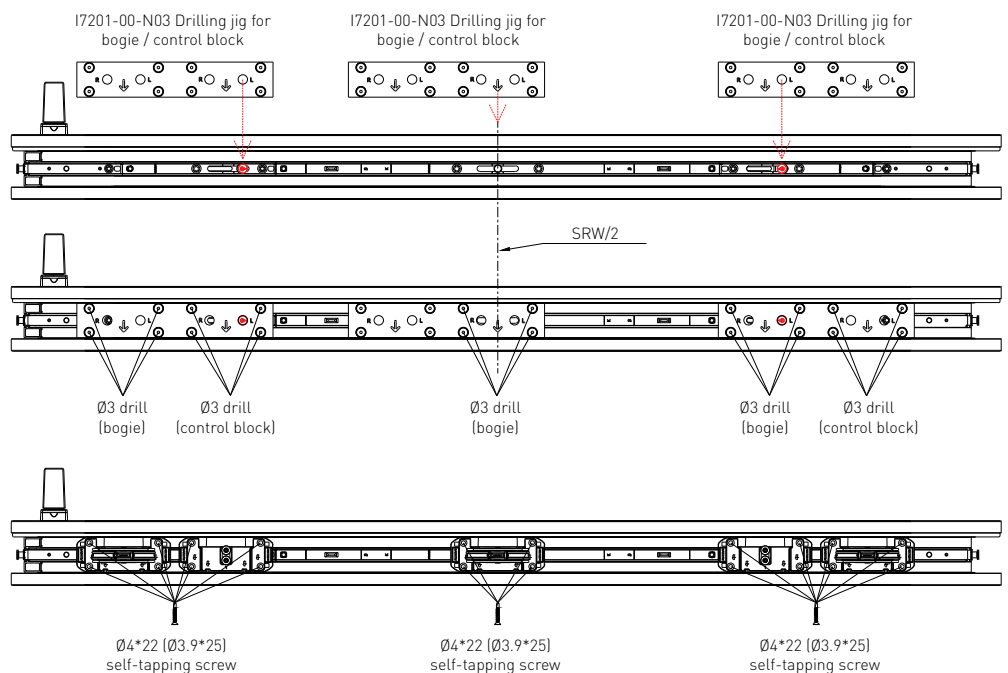 I7201-00-N03 Drilling jig for
bogie / control block
I7201-00-N03 Drilling jig for
bogie / control block
I7201-00-N03 Drilling jig for
bogie / control block
R L
R L
R L
R L
R L
R L
SRW/2
R L
R L
R L
R L
R L
R L
Ø3 drill
(bogie)
Ø3 drill
(control block)
Ø3 drill
(bogie)
Ø3 drill
(bogie)
Ø3 drill
(control block)
Ø4*22 (Ø3.9*25)
self-tapping screw
Ø4*22 (Ø3.9*25)
self-tapping screw
Ø4*22 (Ø3.9*25)
self-tapping screw